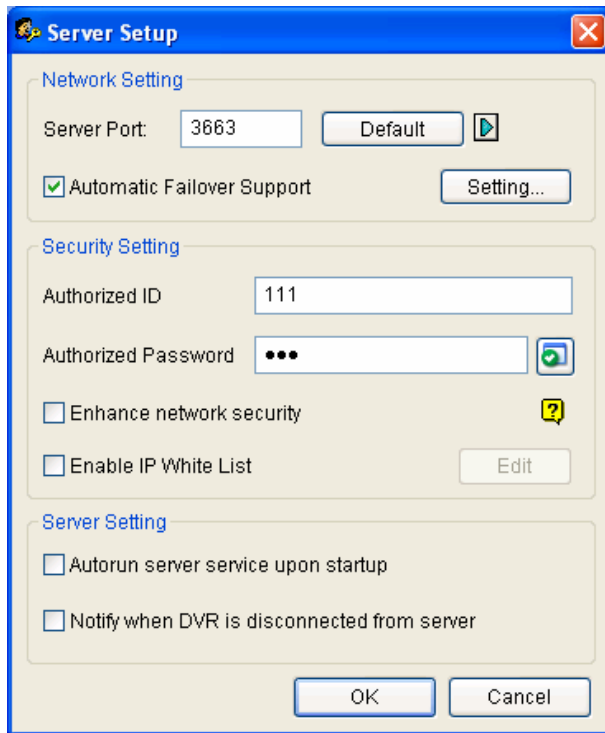 Server Setup
Network Setting
Server Port: 3663 Default
Automatic Failover Support Setting...
Security Setting
Authorized ID 111
Authorized Password •••
Enhance network security ?
Enable IP White List Edit
Server Setting
Autorun server service upon startup
Notify when DVR is disconnected from server
OK Cancel